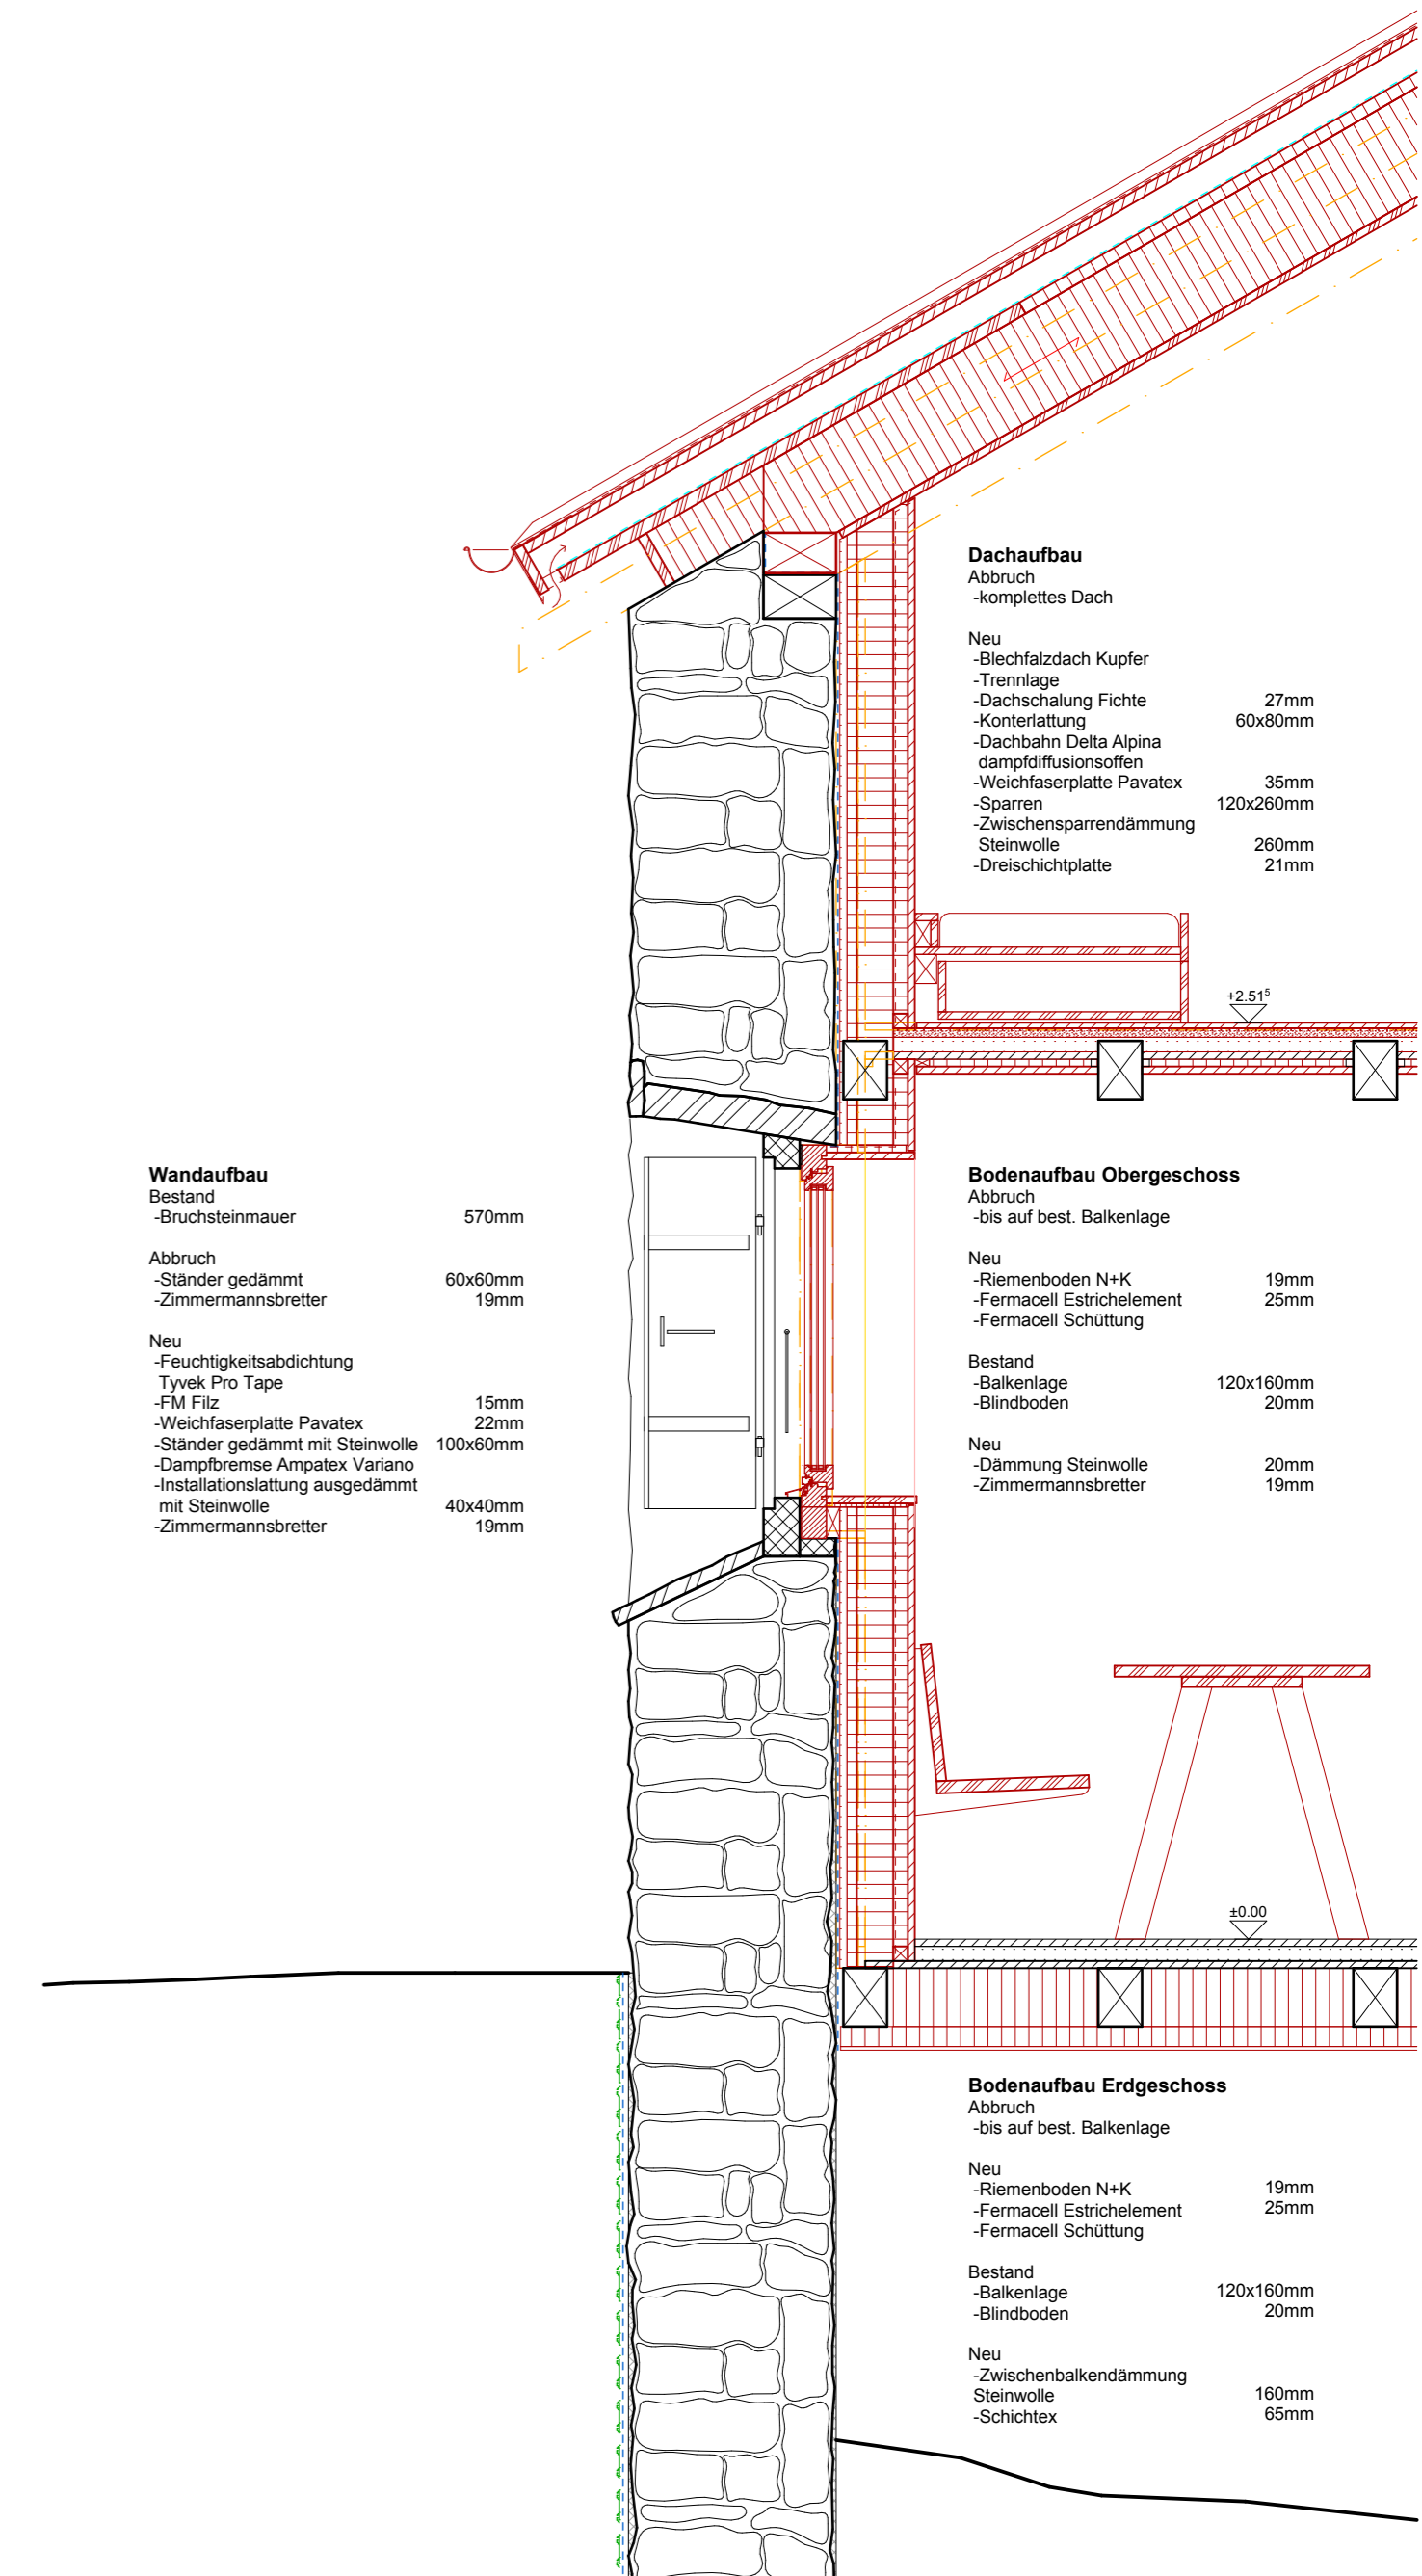 Dachaufbau
Abbruch
-komplettes Dach
Neu
-Blechfalzdach Kupfer
-Trennlage
-Dachschalung Fichte 27mm
-Konterlattung 60x80mm
-Dachbahn Delta Alpina
dampfdiffusionsoffen
-Weichfaserplatte Pavatex 35mm
-Sparren 120x260mm
-Zwischensparrendämmung
Steinwolle 260mm
-Dreischichtplatte 21mm
+2.51⁵
Wandaufbau
Bestand
-Bruchsteinmauer 570mm
Abbruch
-Ständer gedämmt 60x60mm
-Zimmermannsbretter 19mm
Neu
-Feuchtigkeitsabdichtung
Tyvek Pro Tape
-FM Filz 15mm
-Weichfaserplatte Pavatex 22mm
-Ständer gedämmt mit Steinwolle 100x60mm
-Dampfbremse Ampatex Variano
-Installationslattung ausgedämmt
mit Steinwolle 40x40mm
-Zimmermannsbretter 19mm
Bodenaufbau Obergeschoss
Abbruch
-bis auf best. Balkenlage
Neu
-Riemenboden N+K 19mm
-Fermacell Estrichelement 25mm
-Fermacell Schüttung
Bestand
-Balkenlage 120x160mm
-Blindboden 20mm
Neu
-Dämmung Steinwolle 20mm
-Zimmermannsbretter 19mm
±0.00
Bodenaufbau Erdgeschoss
Abbruch
-bis auf best. Balkenlage
Neu
-Riemenboden N+K 19mm
-Fermacell Estrichelement 25mm
-Fermacell Schüttung
Bestand
-Balkenlage 120x160mm
-Blindboden 20mm
Neu
-Zwischenbalkendämmung
Steinwolle 160mm
-Schichtex 65mm